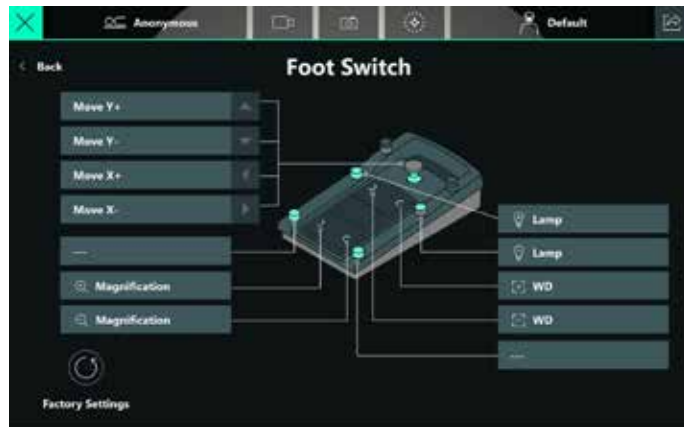 Anonymous
Default
Back
Foot Switch
Move Y+
Move Y-
Move X+
Move X-
---
Magnification
Magnification
Lamp
Lamp
WD
WD
---
Factory Settings